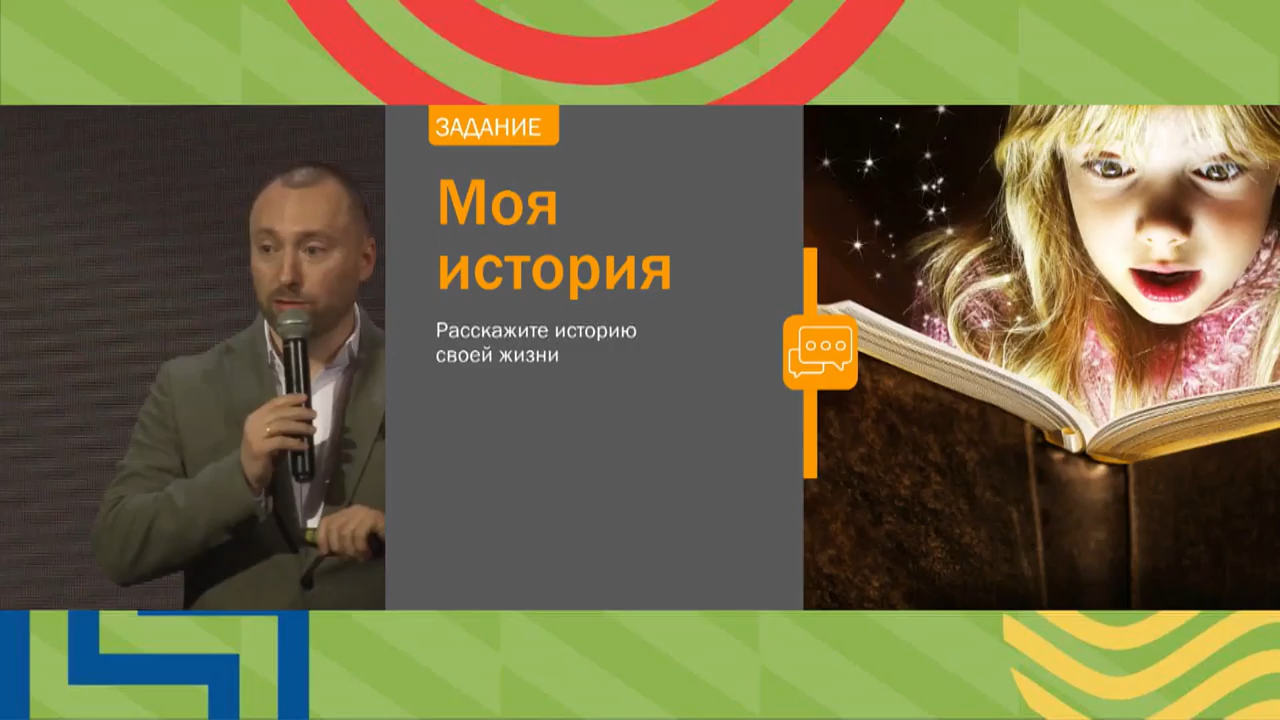 ЗАДАНИЕ
Моя
история
Расскажите историю
своей жизни